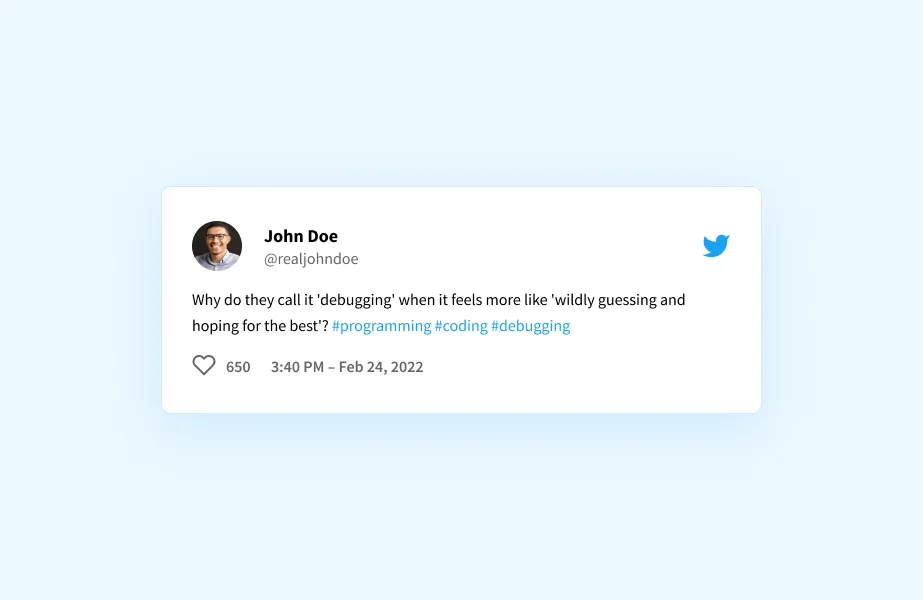 John Doe
@realjohndoe
Why do they call it 'debugging' when it feels more like 'wildly guessing and
hoping for the best'? #programming #coding #debugging
650 3:40 PM – Feb 24, 2022